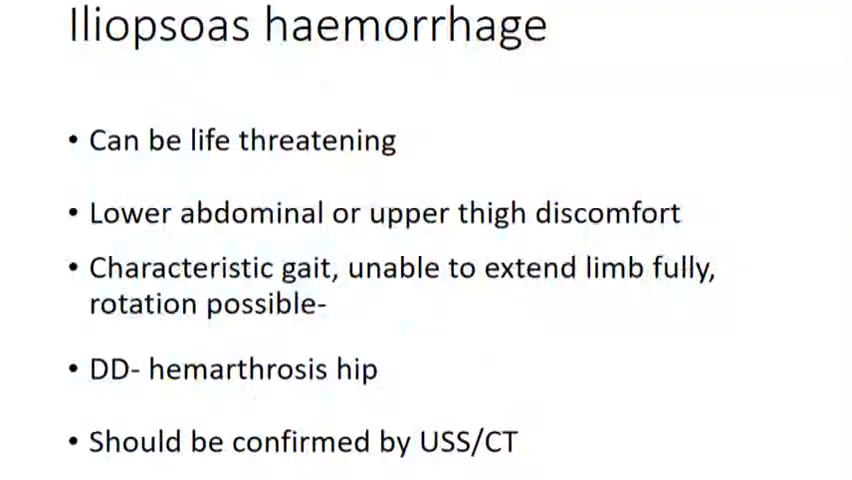 Iliopsoas haemorrhage
• Can be life threatening
• Lower abdominal or upper thigh discomfort
• Characteristic gait, unable to extend limb fully,
rotation possible-
• DD- hemarthrosis hip
• Should be confirmed by USS/CT